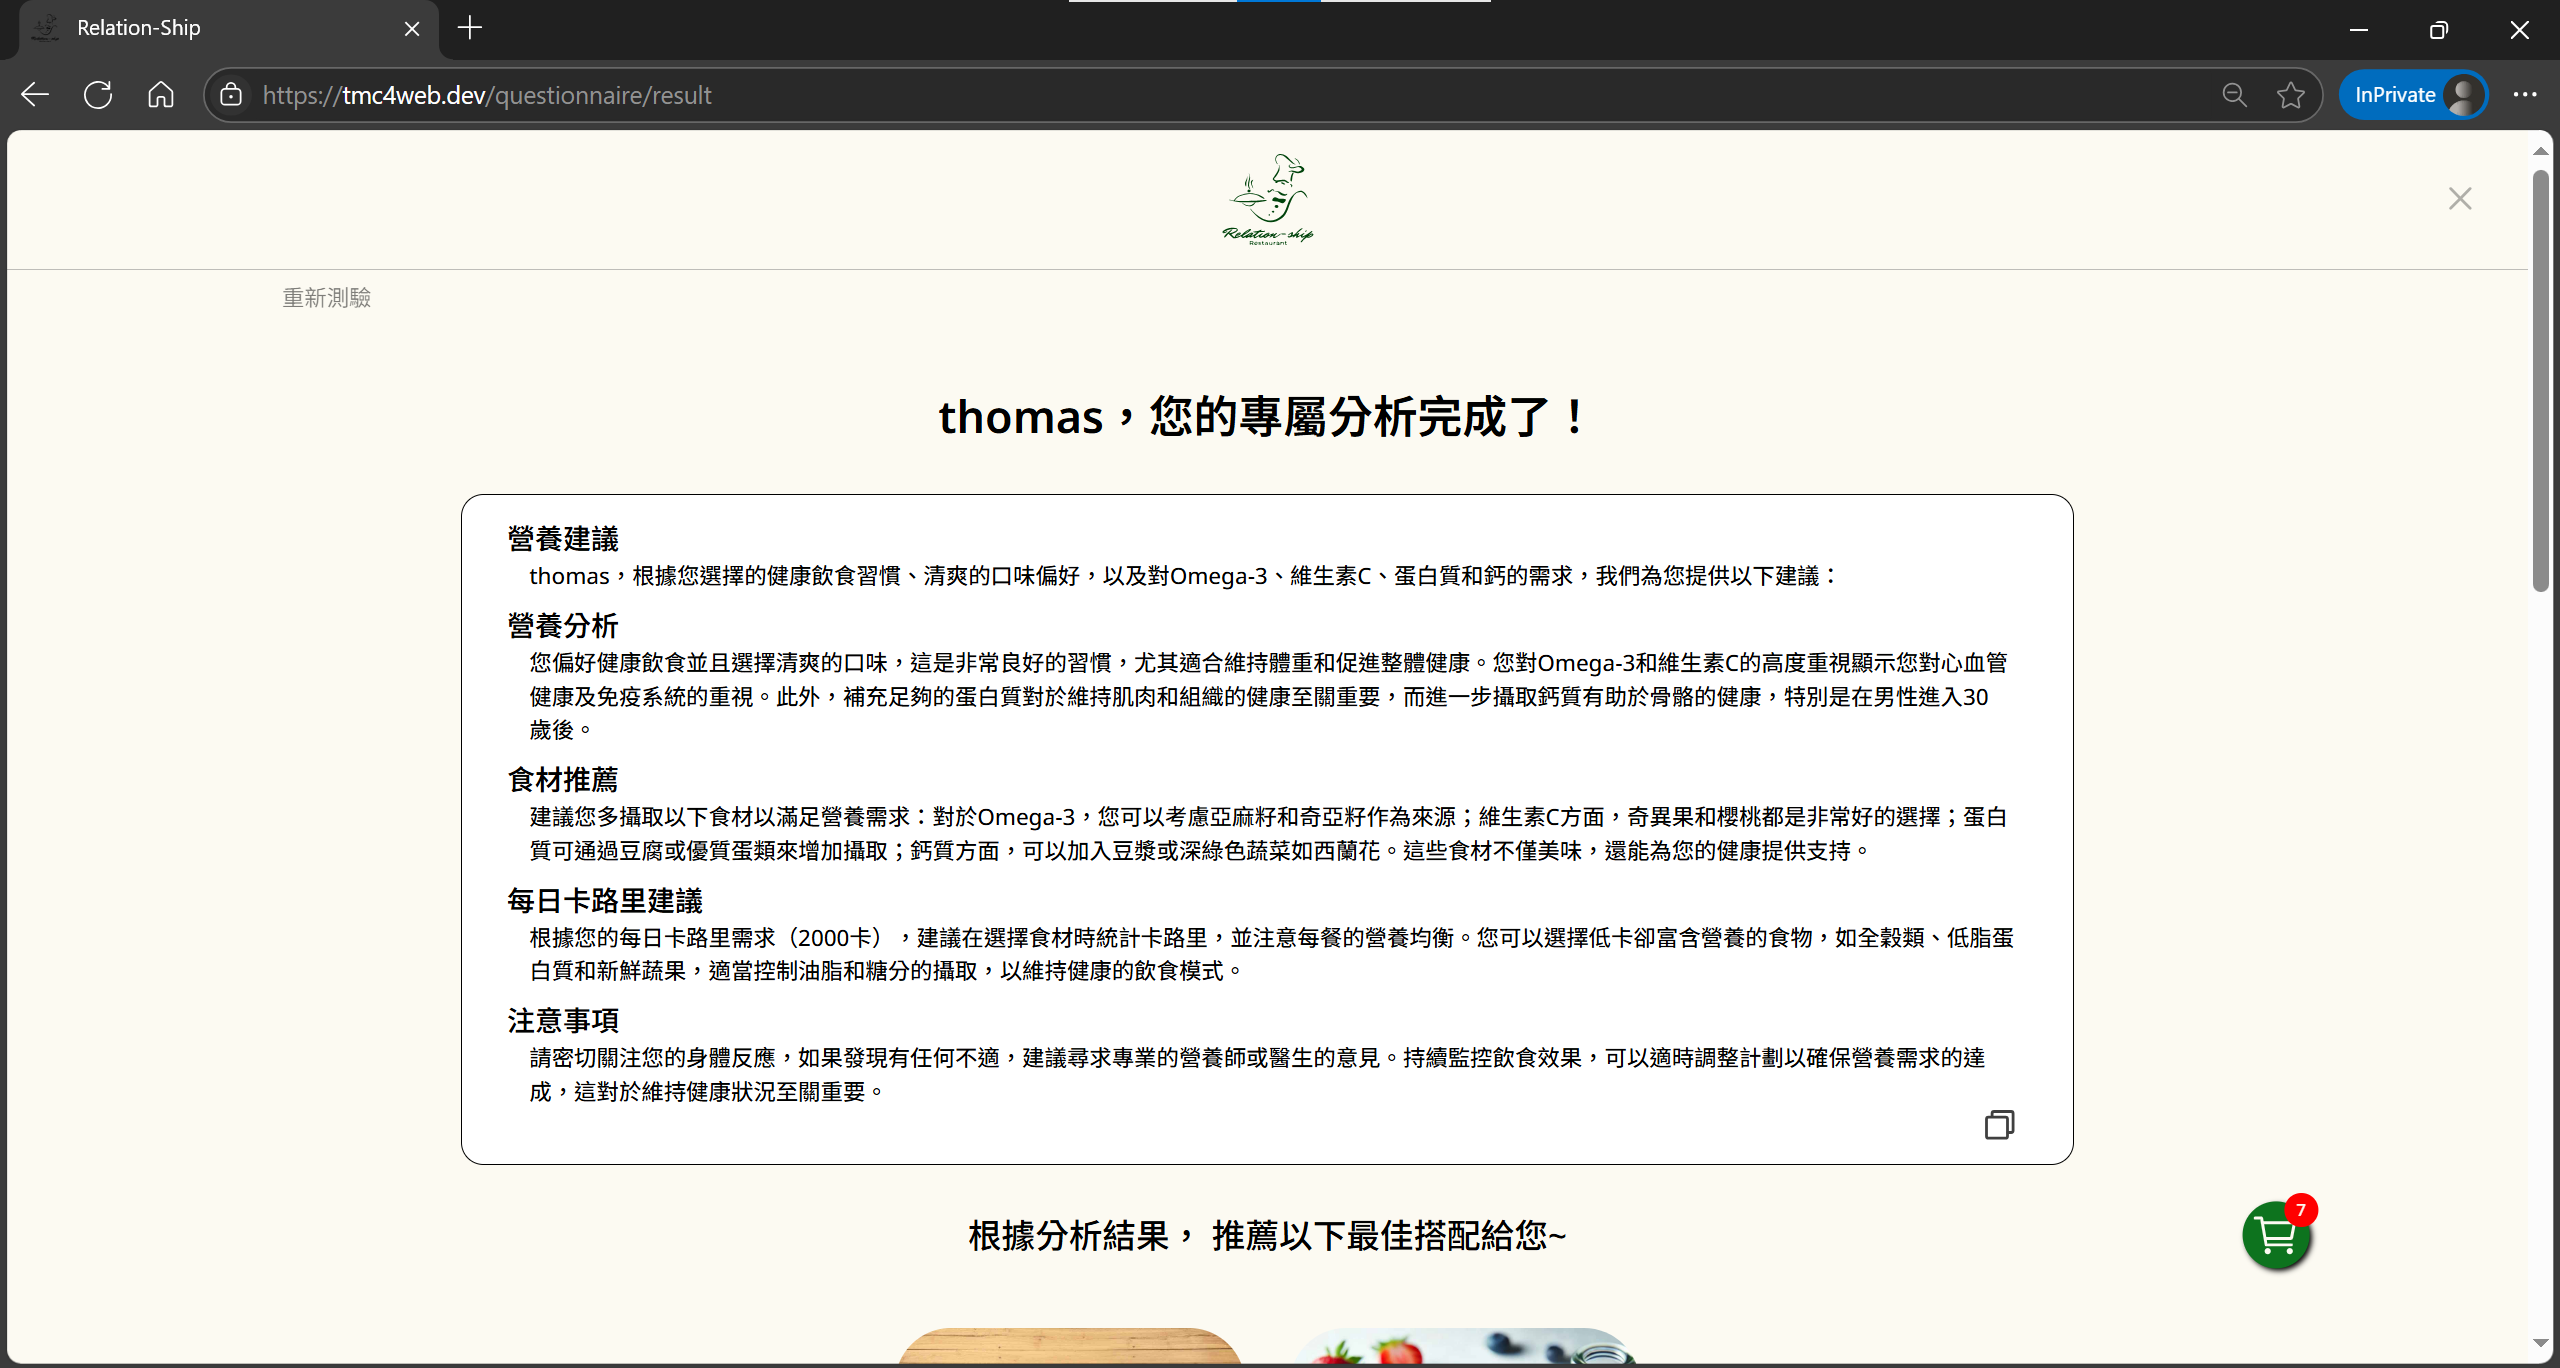 Relation-Ship
https://tmc4web.dev/questionnaire/result
InPrivate
Relation-ship
Restaurant
重新測驗
thomas，您的專屬分析完成了！
營養建議
thomas，根據您選擇的健康飲食習慣、清爽的口味偏好，以及對Omega-3、維生素C、蛋白質和鈣的需求，我們為您提供以下建議：
營養分析
您偏好健康飲食並且選擇清爽的口味，這是非常良好的習慣，尤其適合維持體重和促進整體健康。您對Omega-3和維生素C的高度重視顯示您對心血管
健康及免疫系統的重視。此外，補充足夠的蛋白質對於維持肌肉和組織的健康至關重要，而進一步攝取鈣質有助於骨骼的健康，特別是在男性進入30
歲後。
食材推薦
建議您多攝取以下食材以滿足營養需求：對於Omega-3，您可以考慮亞麻籽和奇亞籽作為來源；維生素C方面，奇異果和櫻桃都是非常好的選擇；蛋白
質可通過豆腐或優質蛋類來增加攝取；鈣質方面，可以加入豆漿或深綠色蔬菜如西蘭花。這些食材不僅美味，還能為您的健康提供支持。
每日卡路里建議
根據您的每日卡路里需求（2000卡），建議在選擇食材時統計卡路里，並注意每餐的營養均衡。您可以選擇低卡卻富含營養的食物，如全穀類、低脂蛋
白質和新鮮蔬果，適當控制油脂和糖分的攝取，以維持健康的飲食模式。
注意事項
請密切關注您的身體反應，如果發現有任何不適，建議尋求專業的營養師或醫生的意見。持續監控飲食效果，可以適時調整計劃以確保營養需求的達
成，這對於維持健康狀況至關重要。
7
根據分析結果， 推薦以下最佳搭配給您~